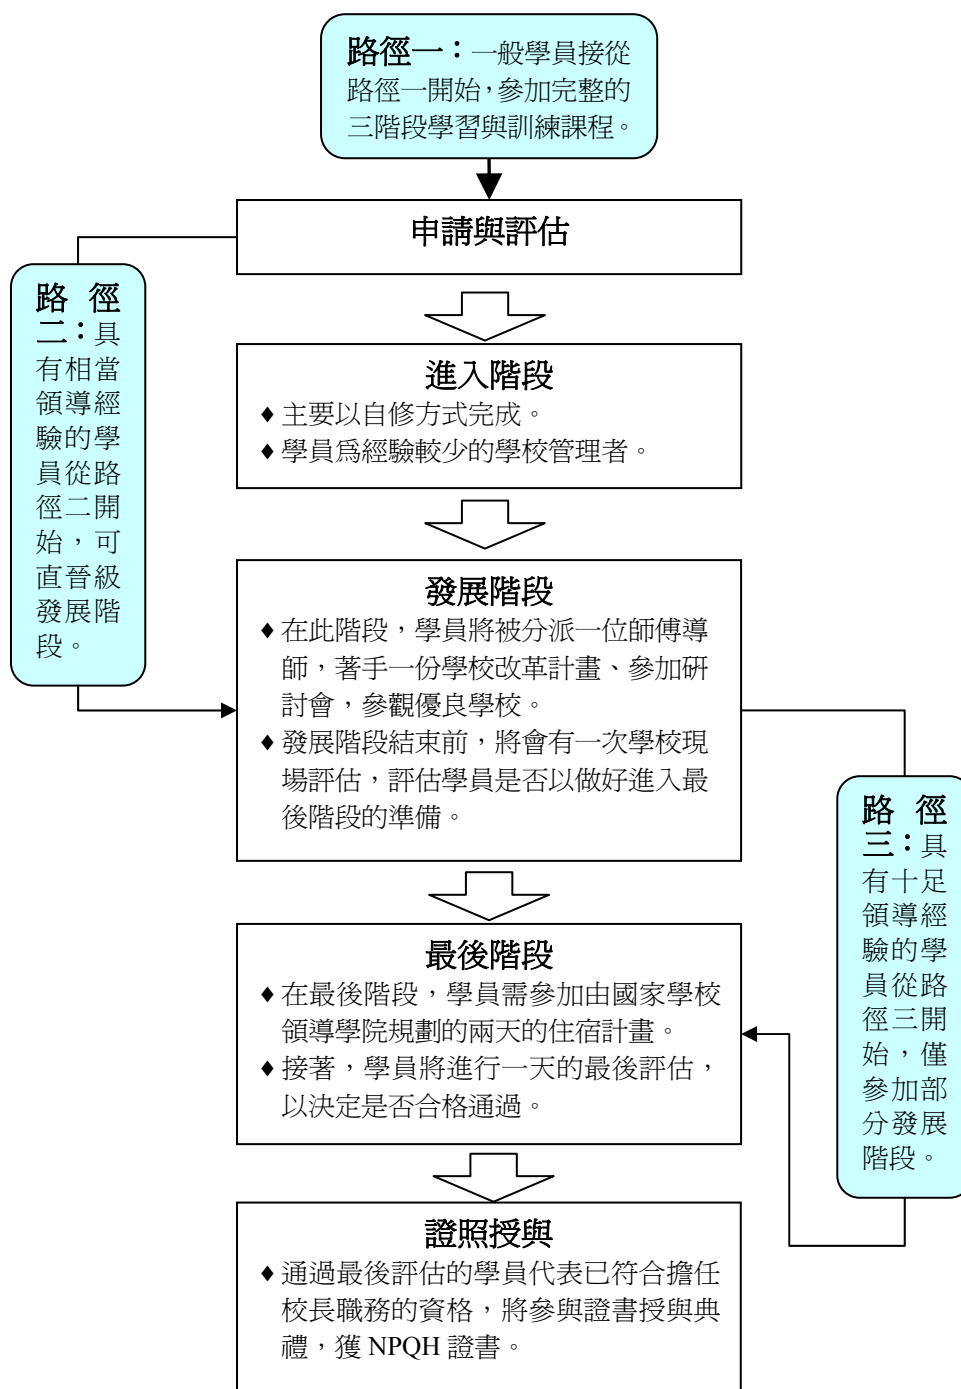 路徑一：一般學員接從
路徑一開始，參加完整的
三階段學習與訓練課程。
申請與評估
路徑
二：具
有相當
領導經
驗的學
員從路
徑二開
始，可
直晉級
發展階
段。
進入階段
♦主要以自修方式完成。
♦學員爲經驗較少的學校管理者。
發展階段
♦在此階段，學員將被分派一位師傅導
師，著手一份學校改革計畫、參加研
討會，參觀優良學校。
♦發展階段結束前，將會有一次學校現
場評估，評估學員是否以做好進入最
後階段的準備。
路徑
三：具
有十足
領導經
驗的學
員從路
徑三開
始，僅
參加部
分發展
階段。
最後階段
♦在最後階段，學員需參加由國家學校
領導學院規劃的兩天的住宿計畫。
♦接著，學員將進行一天的最後評估，
以決定是否合格通過。
證照授與
♦通過最後評估的學員代表已符合擔任
校長職務的資格，將參與證書授與典
禮，獲 NPQH 證書。